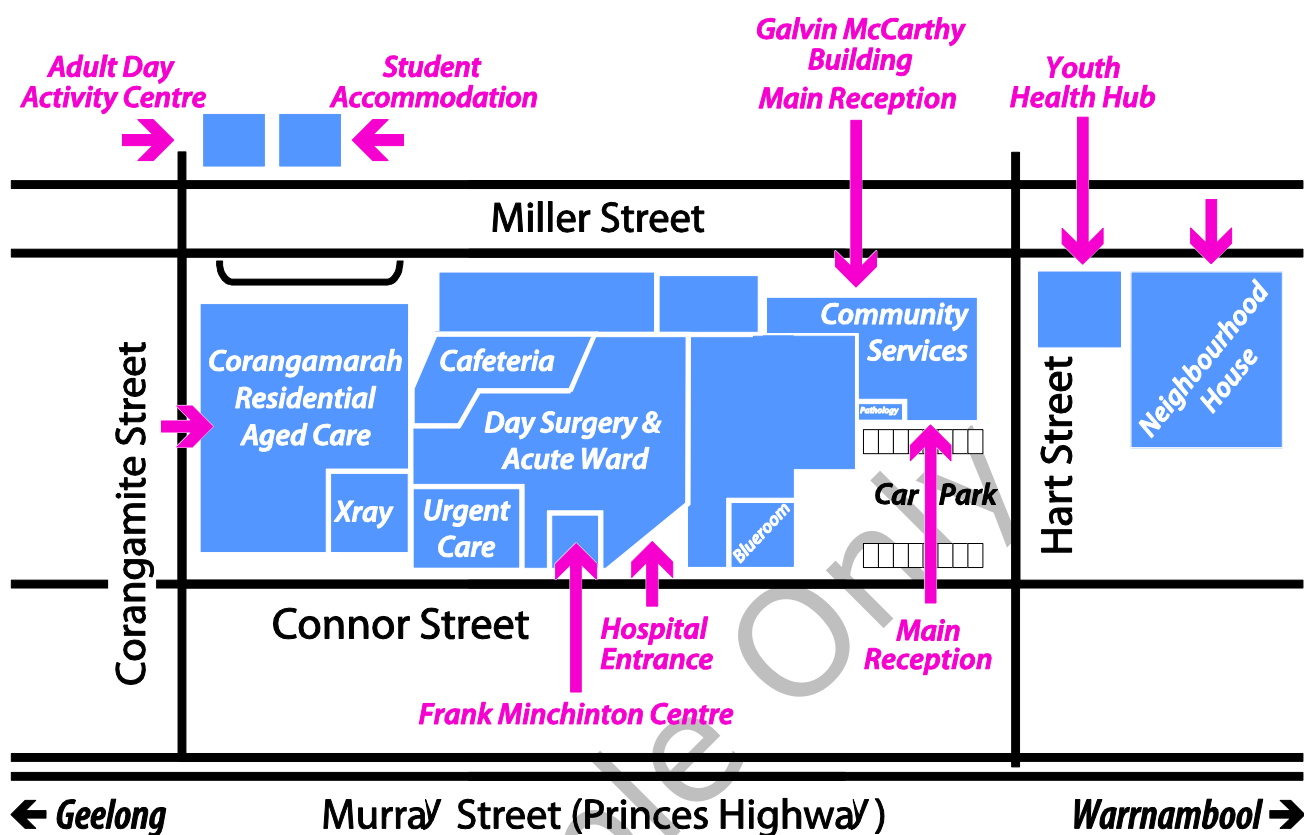 Galvin McCarthy
Building
Main Reception
Adult Day
Activity Centre
Student
Accommodation
Youth
Health Hub
Miller Street
Community
Services
Corangamarah
Residential
Aged Care
Cafeteria
Neighbourhood
House
Pathology
Day Surgery &
Acute Ward
Corangamite Street
Hart Street
Car Park
Xray
Urgent
Care
Blueroom
Connor Street
Hospital
Entrance
Main
Reception
Frank Minchinton Centre
Geelong
Murray Street (Princes Highway)
Warrnambool
Only